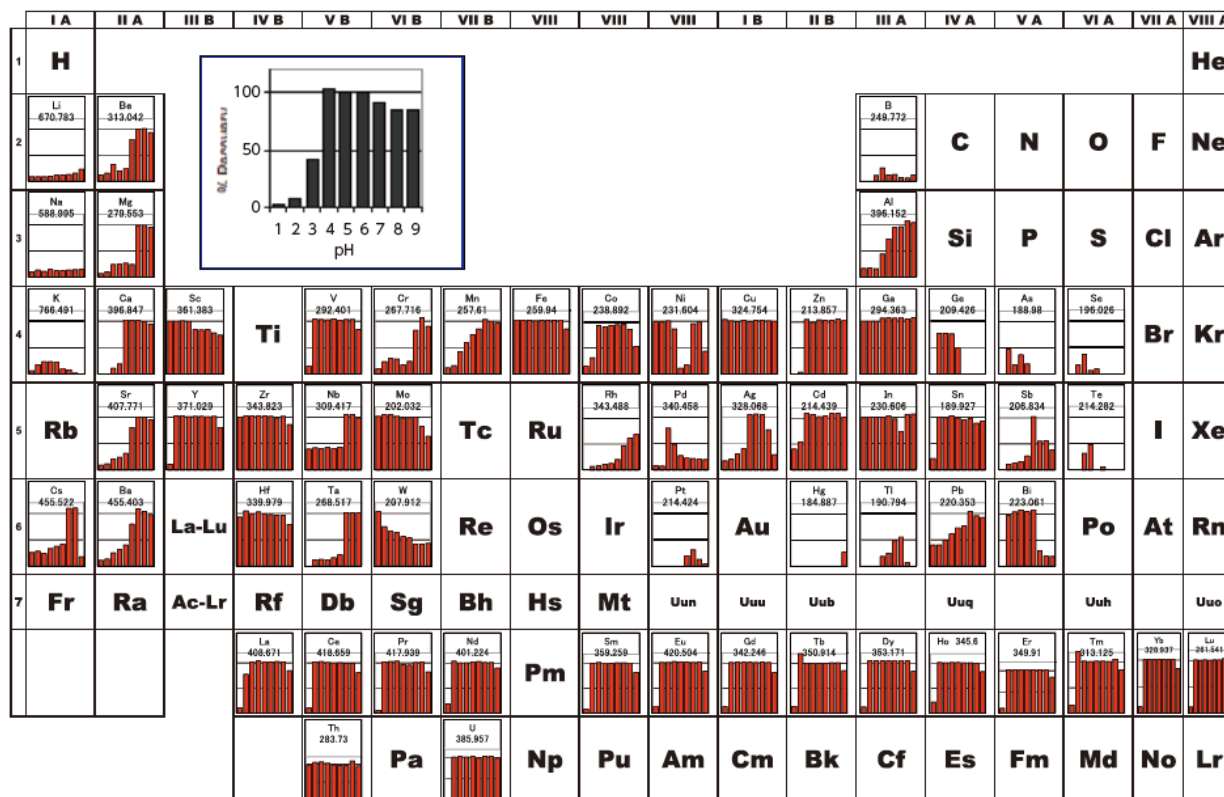 I A II A III B IV B V B VI B VII B VIII VIII VIII I B II B III A IV A V A VI A VII A VIII A
1 H He
100
50
0
1 2 3 4 5 6 7 8 9
pH
2 Li 670.783 Be 313.042 B 249.772 C N O F Ne
3 Na 588.995 Mg 279.553 Al 396.152 Si P S Cl Ar
4 K 766.491 Ca 396.847 Sc 361.383 Ti V 292.401 Cr 267.716 Mn 257.61 Fe 259.94 Co 238.892 Ni 231.604 Cu 324.754 Zn 213.857 Ga 294.363 Ge 209.426 As 188.98 Se 196.026 Br Kr
5 Rb Sr 407.771 Y 371.029 Zr 343.823 Nb 309.417 Mo 202.032 Tc Ru Rh 343.488 Pd 340.458 Ag 328.068 Cd 214.439 In 230.606 Sn 189.927 Sb 206.834 Te 214.282 I Xe
6 Cs 455.522 Ba 455.403 La-Lu Hf 339.979 Ta 268.517 W 207.912 Re Os Ir Pt 214.424 Au Hg 184.887 Tl 190.794 Pb 220.353 Bi 223.061 Po At Rn
7 Fr Ra Ac-Lr Rf Db Sg Bh Hs Mt Uun Uuu Uub Uuq Uuh Uuo
La 408.671 Ce 418.659 Pr 417.939 Nd 401.224 Pm Sm 359.259 Eu 420.504 Gd 342.246 Tb 350.914 Dy 353.171 Ho 345.6 Er 349.91 Tm 313.125 Yb 328.937 Lu 261.541
Th 283.73 Pa U 385.957 Np Pu Am Cm Bk Cf Es Fm Md No Lr